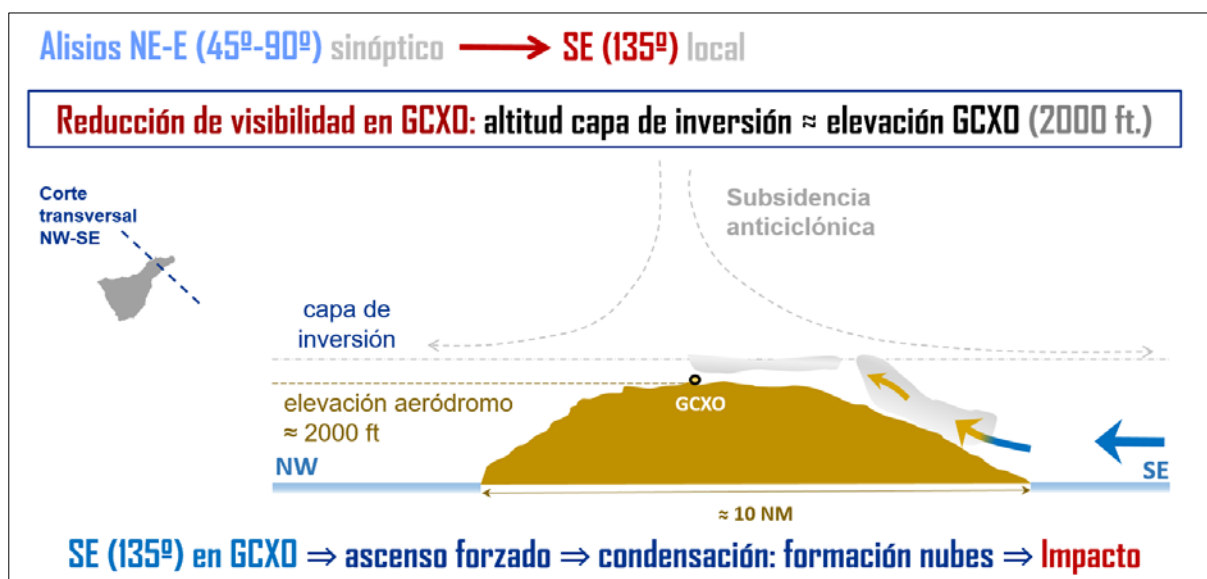 Alisios NE-E (45º-90º) sinóptico → SE (135º) local
Reducción de visibilidad en GCXO: altitud capa de inversión ≈ elevación GCXO (2000 ft.)
Corte
transversal
NW-SE
Subsidencia
anticiclónica
capa de
inversión
elevación aeródromo
≈ 2000 ft
GCXO
NW
SE
≈ 10 NM
SE (135º) en GCXO ⇒ ascenso forzado ⇒ condensación: formación nubes ⇒ Impacto